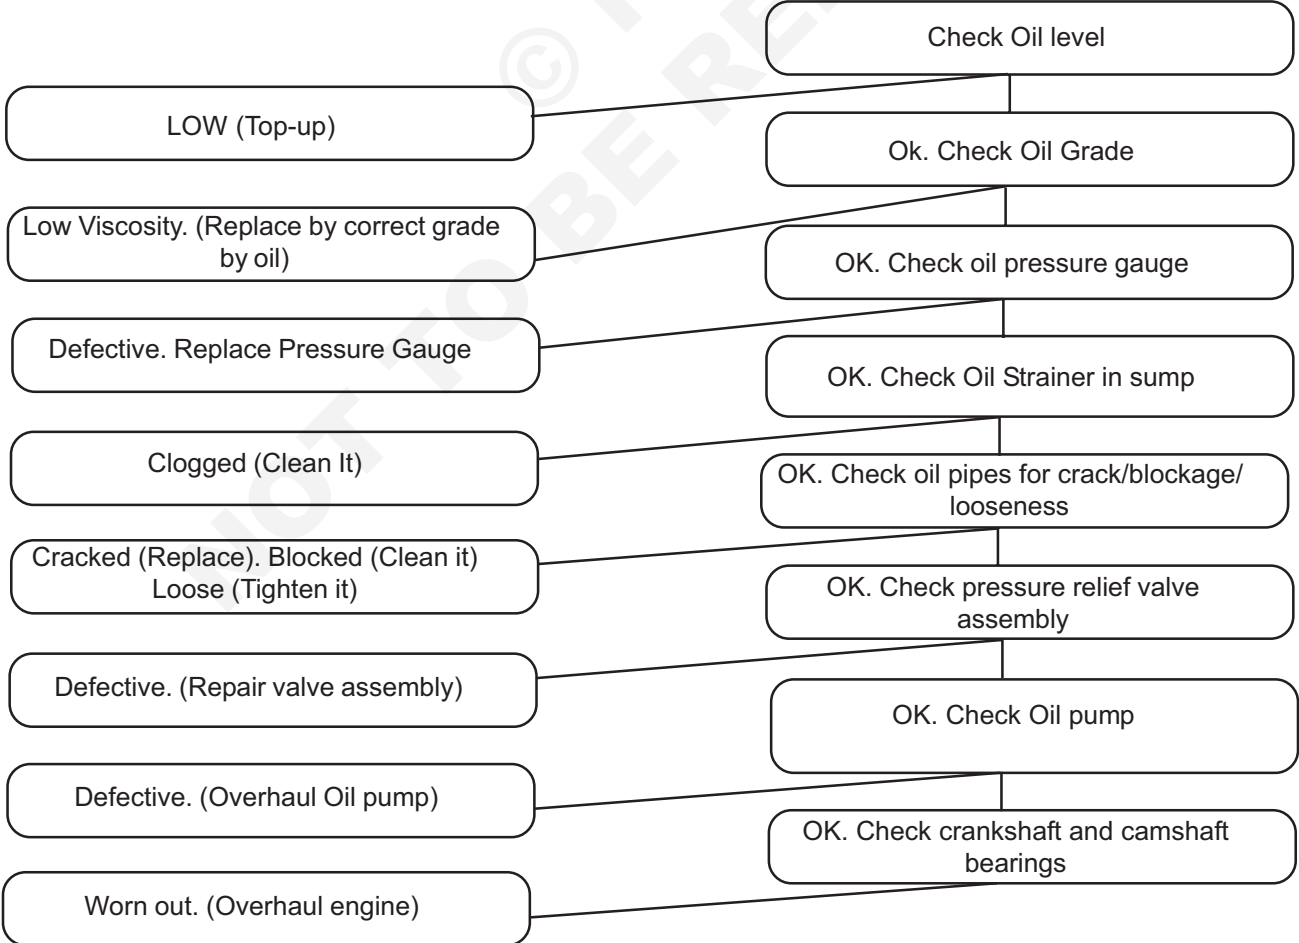 Check Oil level
LOW (Top-up)
Ok. Check Oil Grade
Low Viscosity. (Replace by correct grade
by oil)
OK. Check oil pressure gauge
Defective. Replace Pressure Gauge
OK. Check Oil Strainer in sump
Clogged (Clean It)
OK. Check oil pipes for crack/blockage/
looseness
Cracked (Replace). Blocked (Clean it)
Loose (Tighten it)
OK. Check pressure relief valve
assembly
Defective. (Repair valve assembly)
OK. Check Oil pump
Defective. (Overhaul Oil pump)
OK. Check crankshaft and camshaft
bearings
Worn out. (Overhaul engine)
©
NOT TO BE